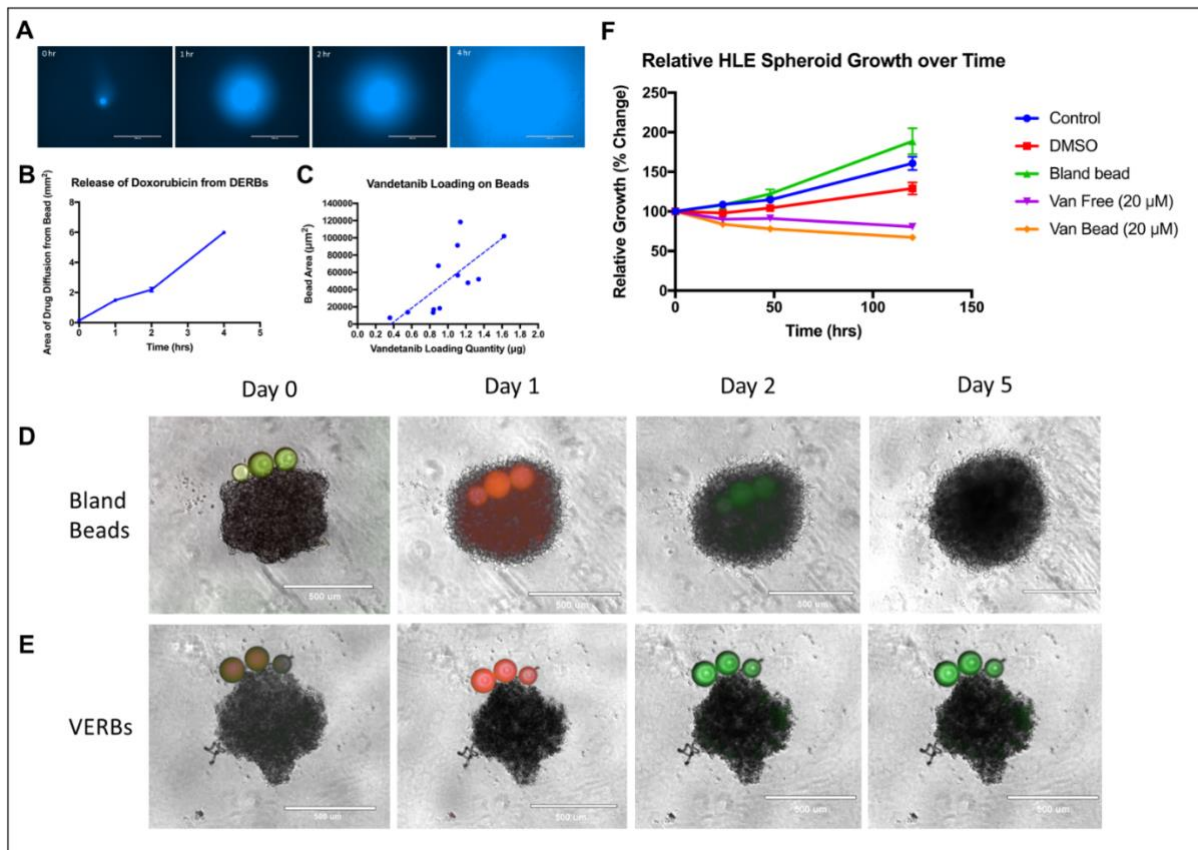 A
0 hr
1 hr
2 hr
4 hr
B
Release of Doxorubicin from DERBs
Area of Drug Diffusion from Bead (mm²)
8
6
4
2
0
0 1 2 3 4 5
Time (hrs)
C
Vandetanib Loading on Beads
Bead Area (µm²)
140000
120000
100000
80000
60000
40000
20000
0
0.0 0.2 0.4 0.6 0.8 1.0 1.2 1.4 1.6 1.8 2.0
Vandetanib Loading Quantity (µg)
F
Relative HLE Spheroid Growth over Time
Relative Growth (% Change)
250
200
150
100
50
0
0 50 100 150
Time (hrs)
Control
DMSO
Bland bead
Van Free (20 µM)
Van Bead (20 µM)
Day 0 Day 1 Day 2 Day 5
D
Bland
Beads
500 um
500 um
500 um
E
VERBs
500 um
500 um
500 um
500 um